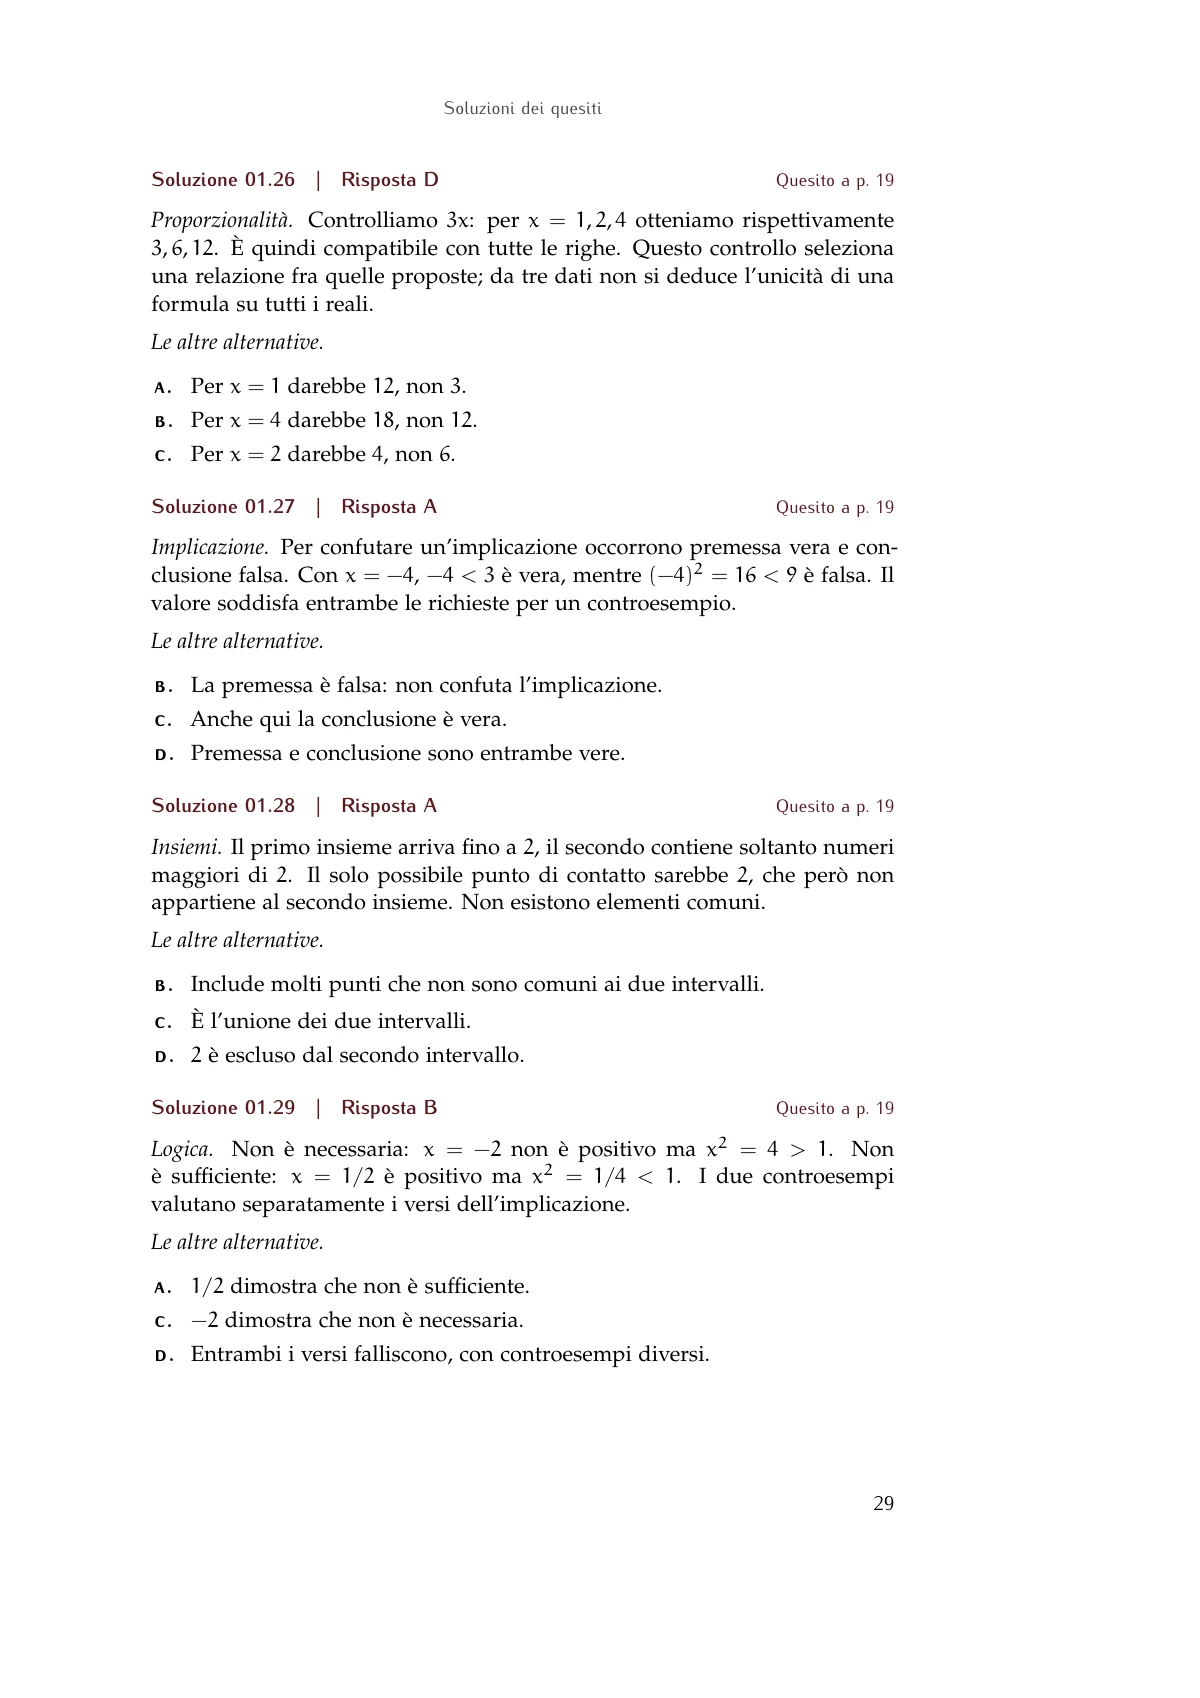 Soluzioni dei quesiti
Soluzione 01.26 | Risposta D Quesito a p. 19
Proporzionalità. Controlliamo 3x: per x = 1, 2, 4 otteniamo rispettivamente
3, 6, 12. È quindi compatibile con tutte le righe. Questo controllo seleziona
una relazione fra quelle proposte; da tre dati non si deduce l'unicità di una
formula su tutti i reali.
Le altre alternative.
A. Per x = 1 darebbe 12, non 3.
B. Per x = 4 darebbe 18, non 12.
C. Per x = 2 darebbe 4, non 6.
Soluzione 01.27 | Risposta A Quesito a p. 19
Implicazione. Per confutare un'implicazione occorrono premessa vera e con-
clusione falsa. Con x = −4, −4 < 3 è vera, mentre (−4)² = 16 < 9 è falsa. Il
valore soddisfa entrambe le richieste per un controesempio.
Le altre alternative.
B. La premessa è falsa: non confuta l'implicazione.
C. Anche qui la conclusione è vera.
D. Premessa e conclusione sono entrambe vere.
Soluzione 01.28 | Risposta A Quesito a p. 19
Insiemi. Il primo insieme arriva fino a 2, il secondo contiene soltanto numeri
maggiori di 2. Il solo possibile punto di contatto sarebbe 2, che però non
appartiene al secondo insieme. Non esistono elementi comuni.
Le altre alternative.
B. Include molti punti che non sono comuni ai due intervalli.
C. È l'unione dei due intervalli.
D. 2 è escluso dal secondo intervallo.
Soluzione 01.29 | Risposta B Quesito a p. 19
Logica. Non è necessaria: x = −2 non è positivo ma x² = 4 > 1. Non
è sufficiente: x = 1/2 è positivo ma x² = 1/4 < 1. I due controesempi
valutano separatamente i versi dell'implicazione.
Le altre alternative.
A. 1/2 dimostra che non è sufficiente.
C. −2 dimostra che non è necessaria.
D. Entrambi i versi falliscono, con controesempi diversi.
29